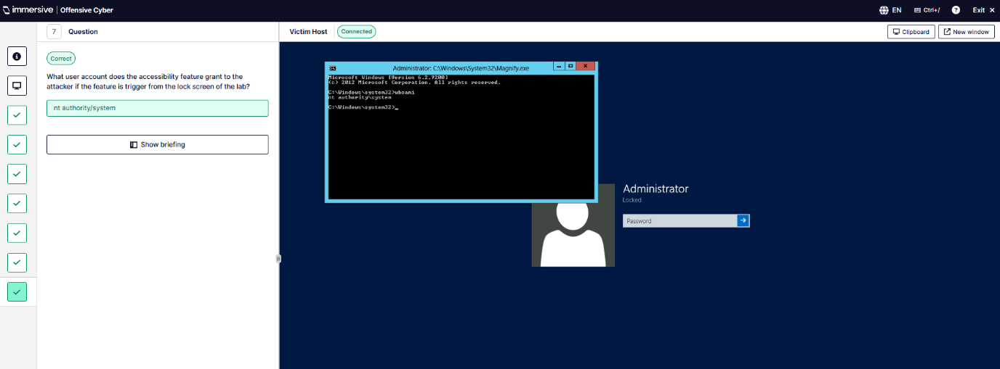 immersive | Offensive Cyber
EN
Ctrl+/
?
Exit ×
7 Question
Correct
What user account does the accessibility feature grant to the
attacker if the feature is trigger from the lock screen of the lab?
nt authority/system
Show briefing
Victim Host
Connected
Clipboard
New window
Administrator: C:\Windows\System32\Magnify.exe
Microsoft Windows [Version 6.2.9200]
(c) 2012 Microsoft Corporation. All rights reserved.
C:\Windows\system32>whoami
nt authority\system
C:\Windows\system32>_
Administrator
Locked
Password